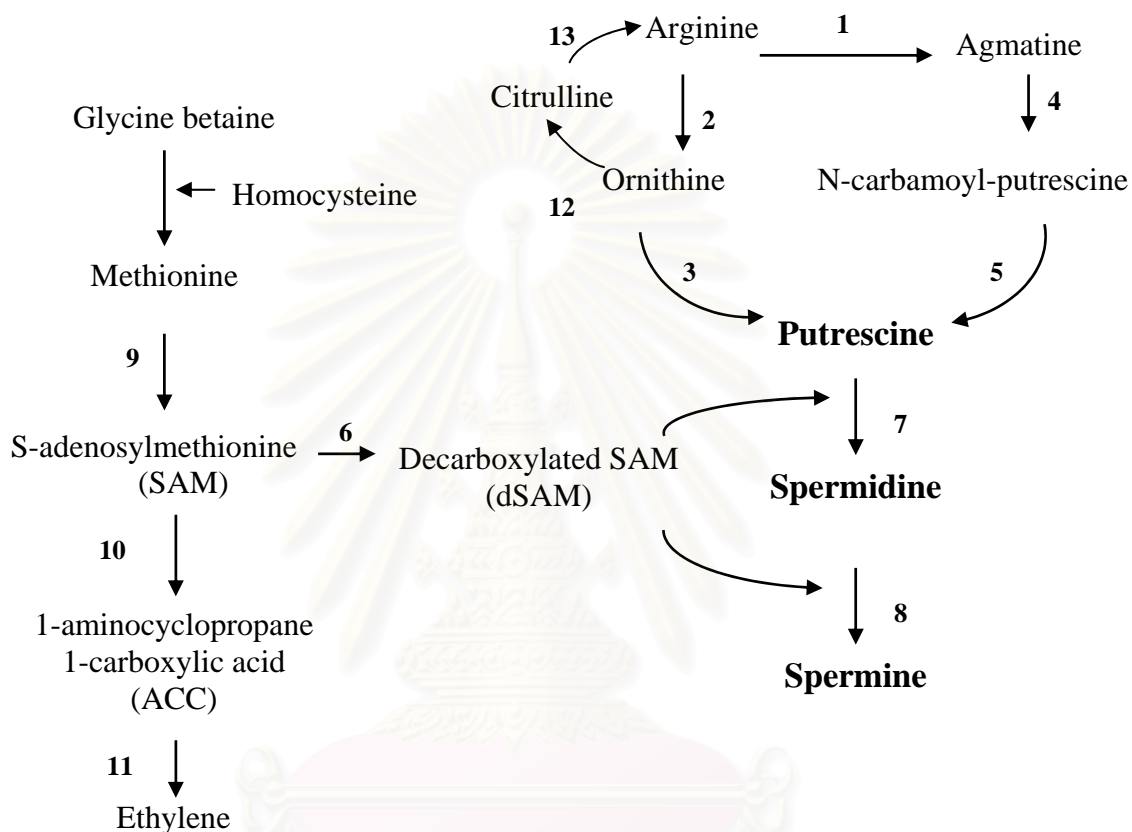 13
Arginine
1
Agmatine
Citrulline
2
4
Glycine betaine
Ornithine
N-carbamoyl-putrescine
Homocysteine
12
Methionine
3
5
Putrescine
9
7
S-adenosylmethionine
(SAM)
6
Decarboxylated SAM
(dSAM)
Spermidine
10
8
1-aminocyclopropane
1-carboxylic acid
(ACC)
Spermine
11
Ethylene